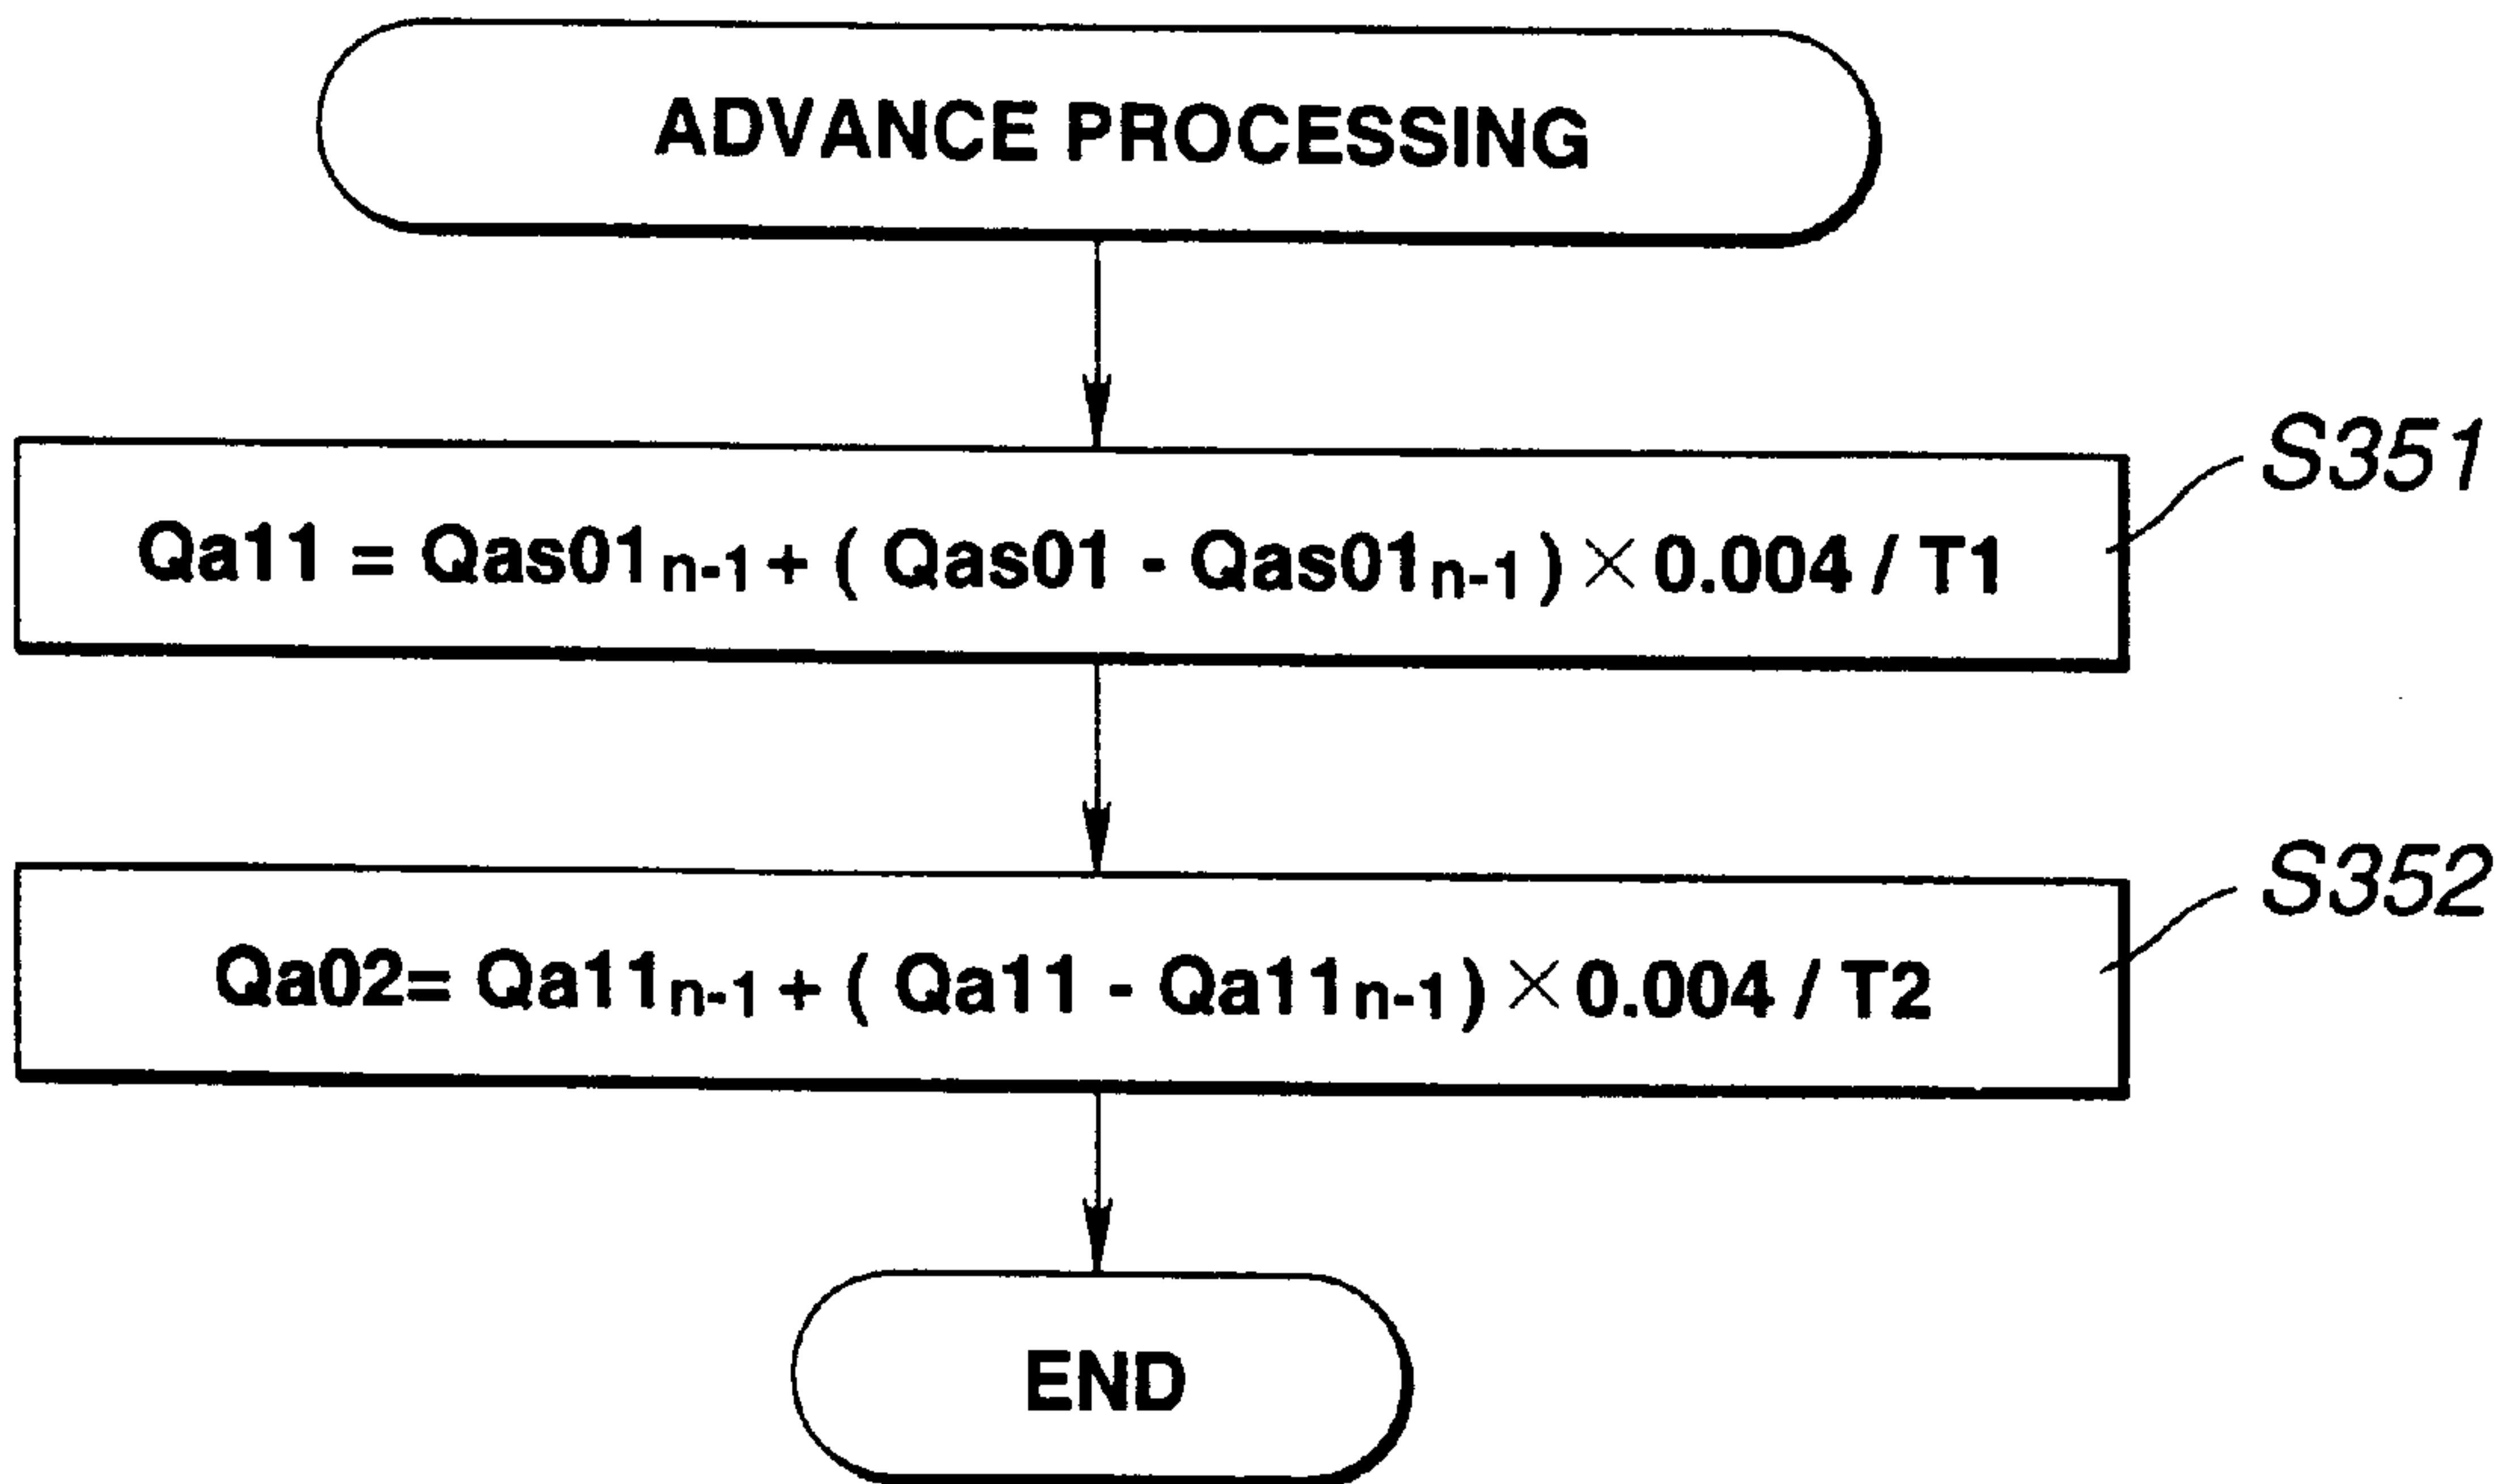 ADVANCE PROCESSING
S351
Qa11 = Qas01n-1 + ( Qas01 - Qas01n-1 ) × 0.004 / T1
S352
Qa02= Qa11n-1 + ( Qa11 - Qa11n-1 ) × 0.004 / T2
END